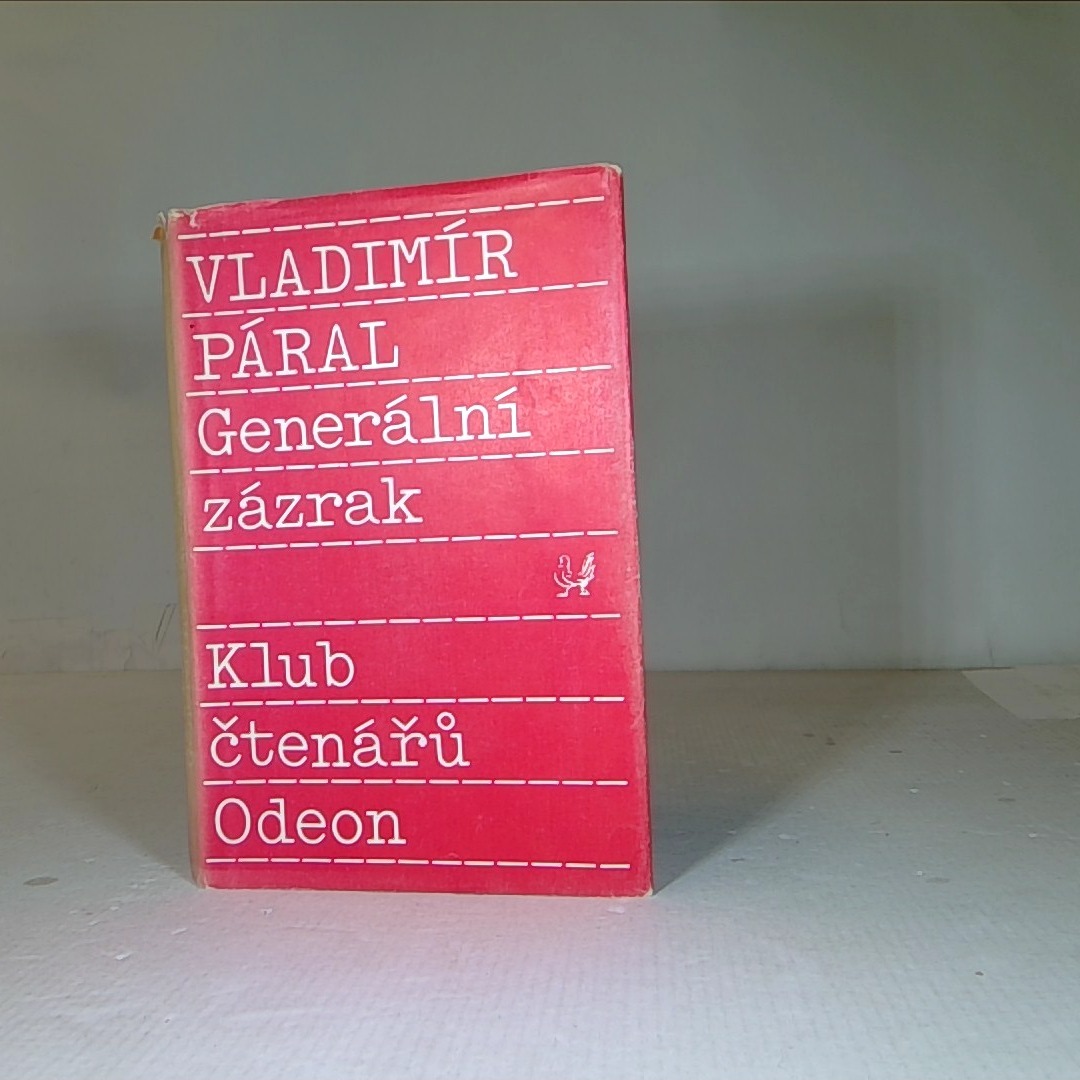 VLADIMÍR
PÁRAL
Generální
zázrak
Klub
čtenářů
Odeon